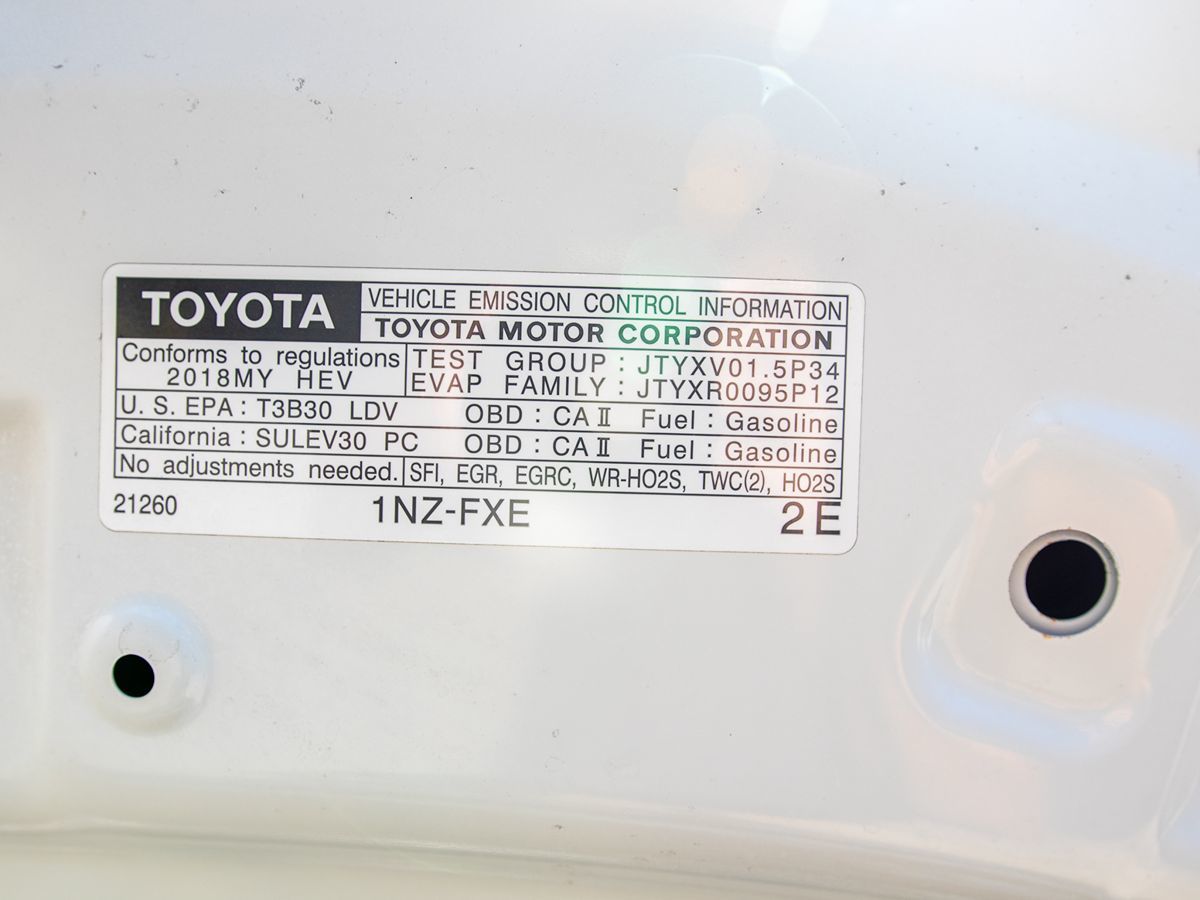 TOYOTA
VEHICLE EMISSION CONTROL INFORMATION
TOYOTA MOTOR CORPORATION
Conforms to regulations
2018MY HEV
TEST GROUP : JTYXV01.5P34
EVAP FAMILY : JTYXR0095P12
U. S. EPA : T3B30 LDV OBD : CA Ⅱ Fuel : Gasoline
California : SULEV30 PC OBD : CA Ⅱ Fuel : Gasoline
No adjustments needed. SFI, EGR, EGRC, WR-HO2S, TWC(2), HO2S
21260 1NZ-FXE 2E